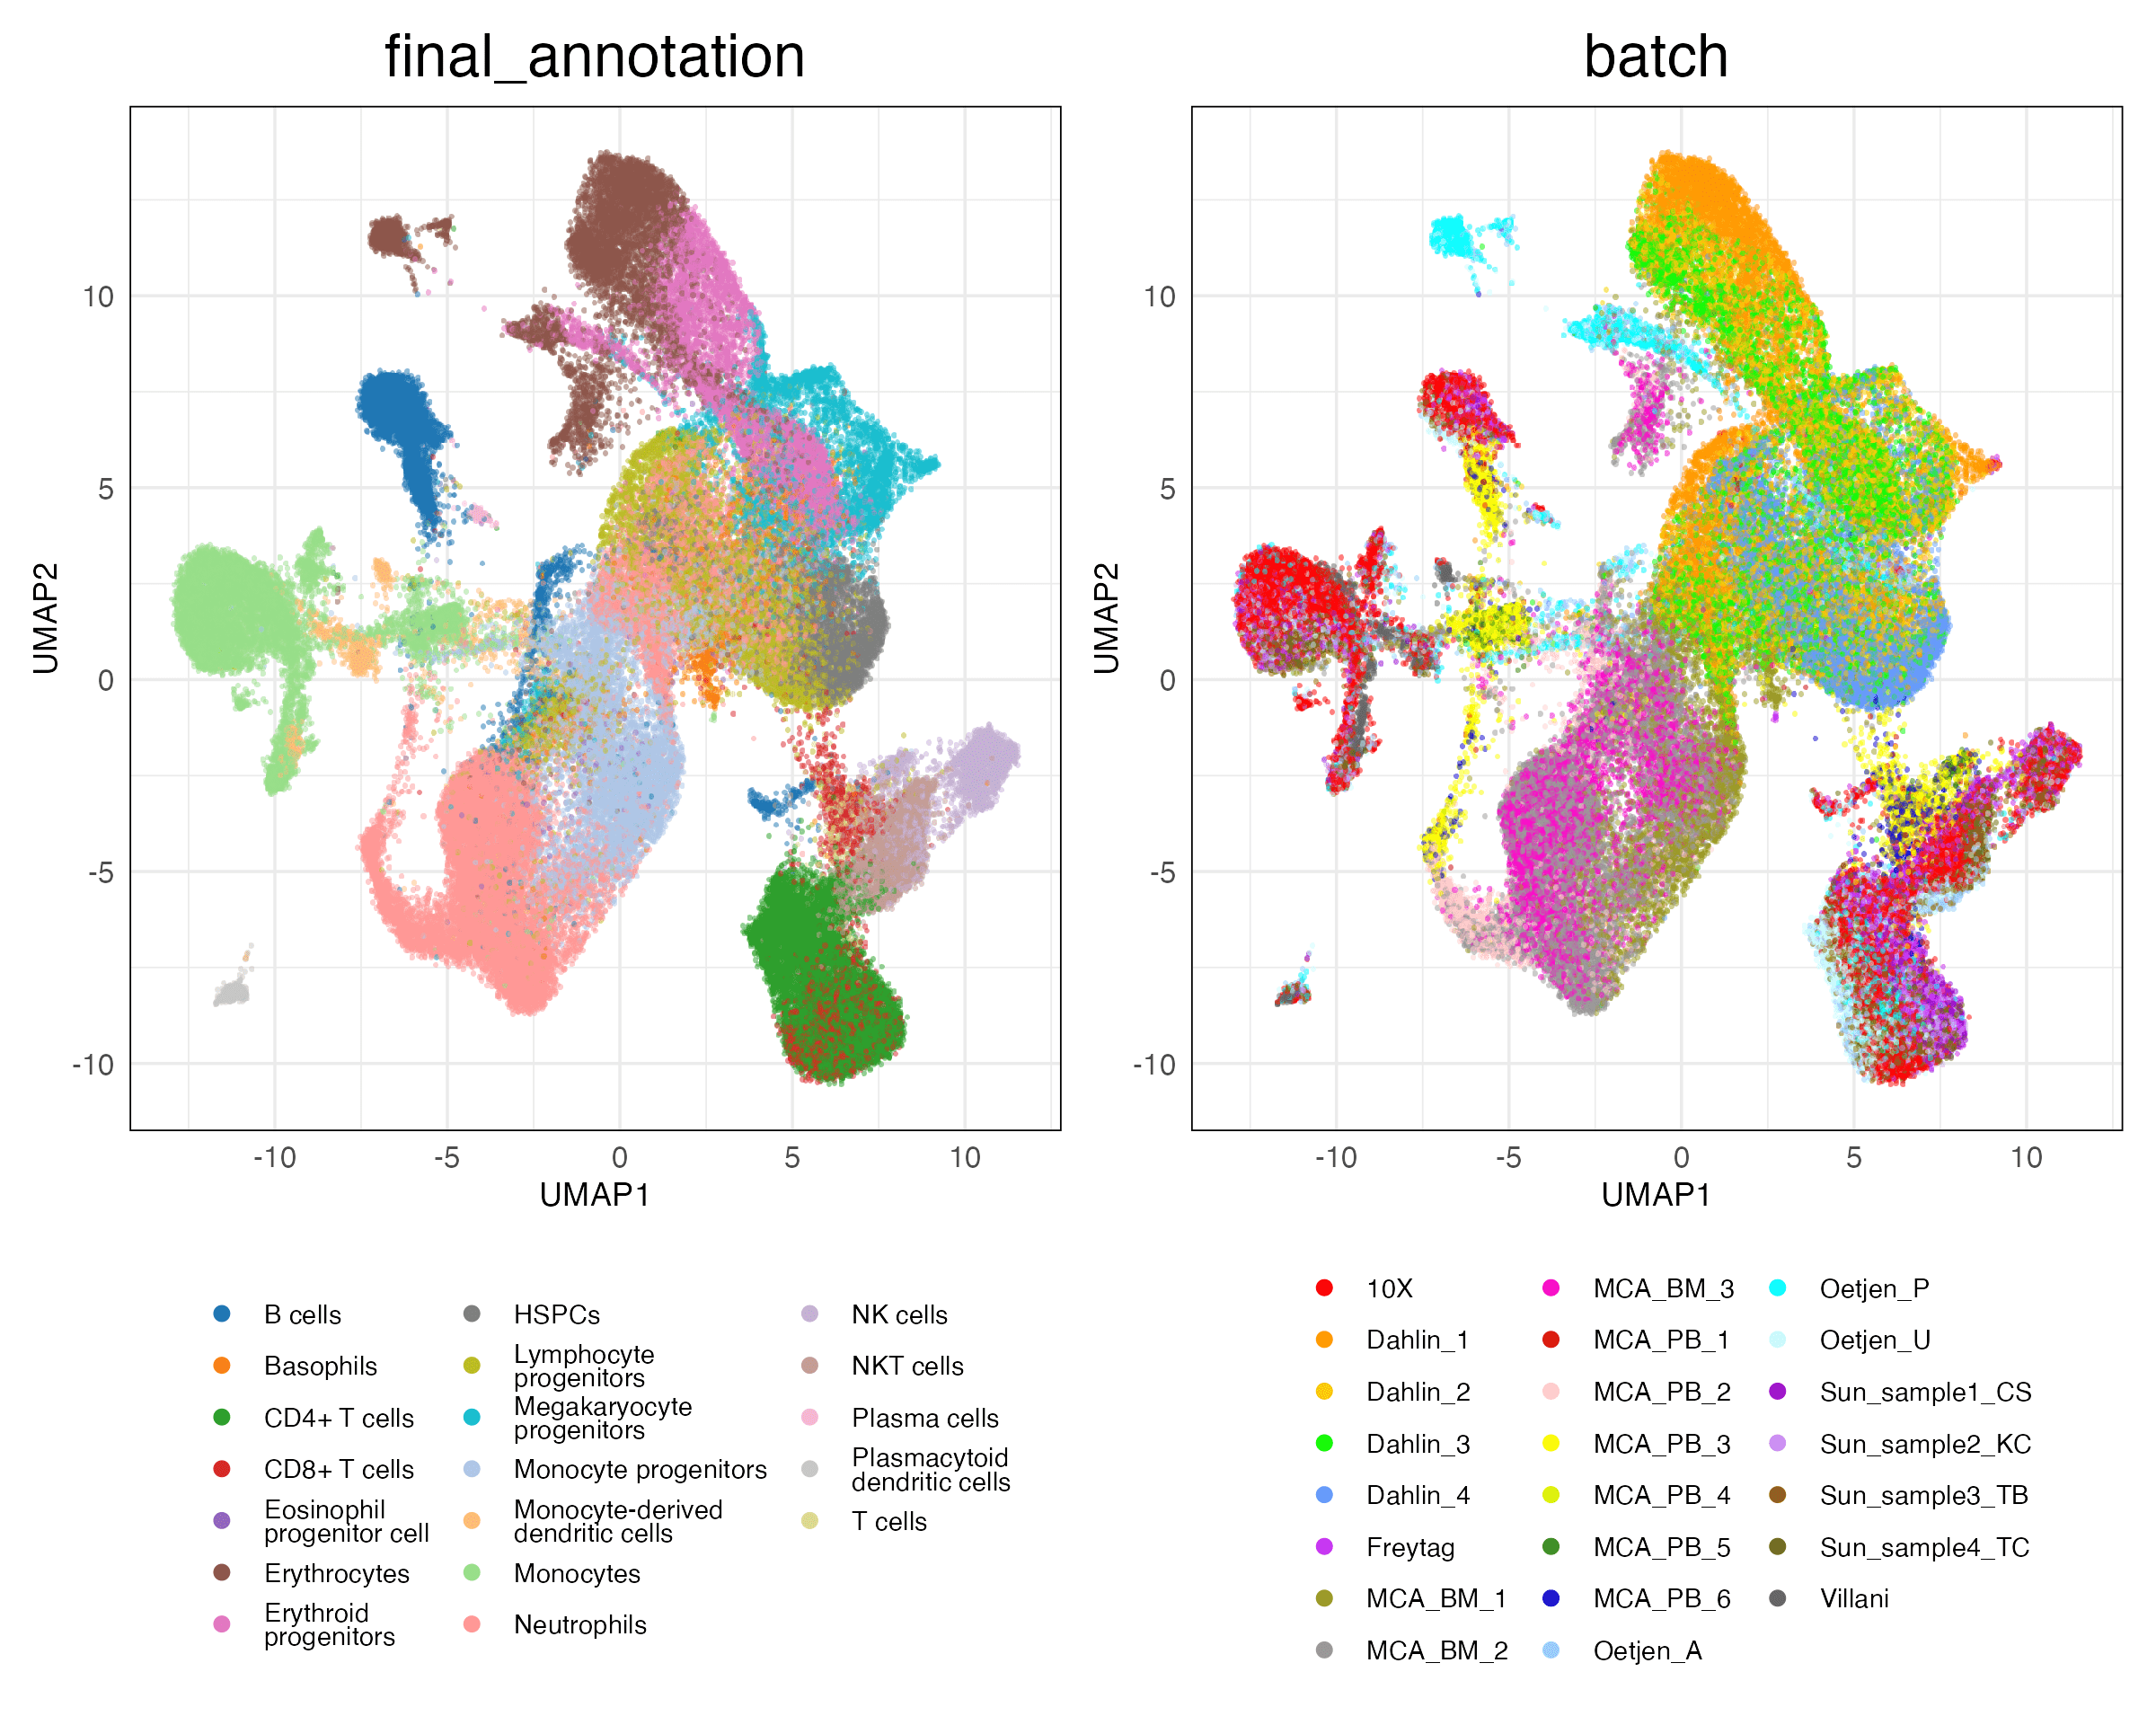 final_annotation
batch
10
5
0
-5
-10
UMAP2
-10
-5
0
5
10
UMAP1
10
5
0
-5
-10
UMAP2
-10
-5
0
5
10
UMAP1
B cells
Basophils
CD4+ T cells
CD8+ T cells
Eosinophil
progenitor cell
Erythrocytes
Erythroid
progenitors
HSPCs
Lymphocyte
progenitors
Megakaryocyte
progenitors
Monocyte progenitors
Monocyte-derived
dendritic cells
Monocytes
Neutrophils
NK cells
NKT cells
Plasma cells
Plasmacytoid
dendritic cells
T cells
10X
Dahlin_1
Dahlin_2
Dahlin_3
Dahlin_4
Freytag
MCA_BM_1
MCA_BM_2
MCA_BM_3
MCA_PB_1
MCA_PB_2
MCA_PB_3
MCA_PB_4
MCA_PB_5
MCA_PB_6
Oetjen_A
Oetjen_P
Oetjen_U
Sun_sample1_CS
Sun_sample2_KC
Sun_sample3_TB
Sun_sample4_TC
Villani